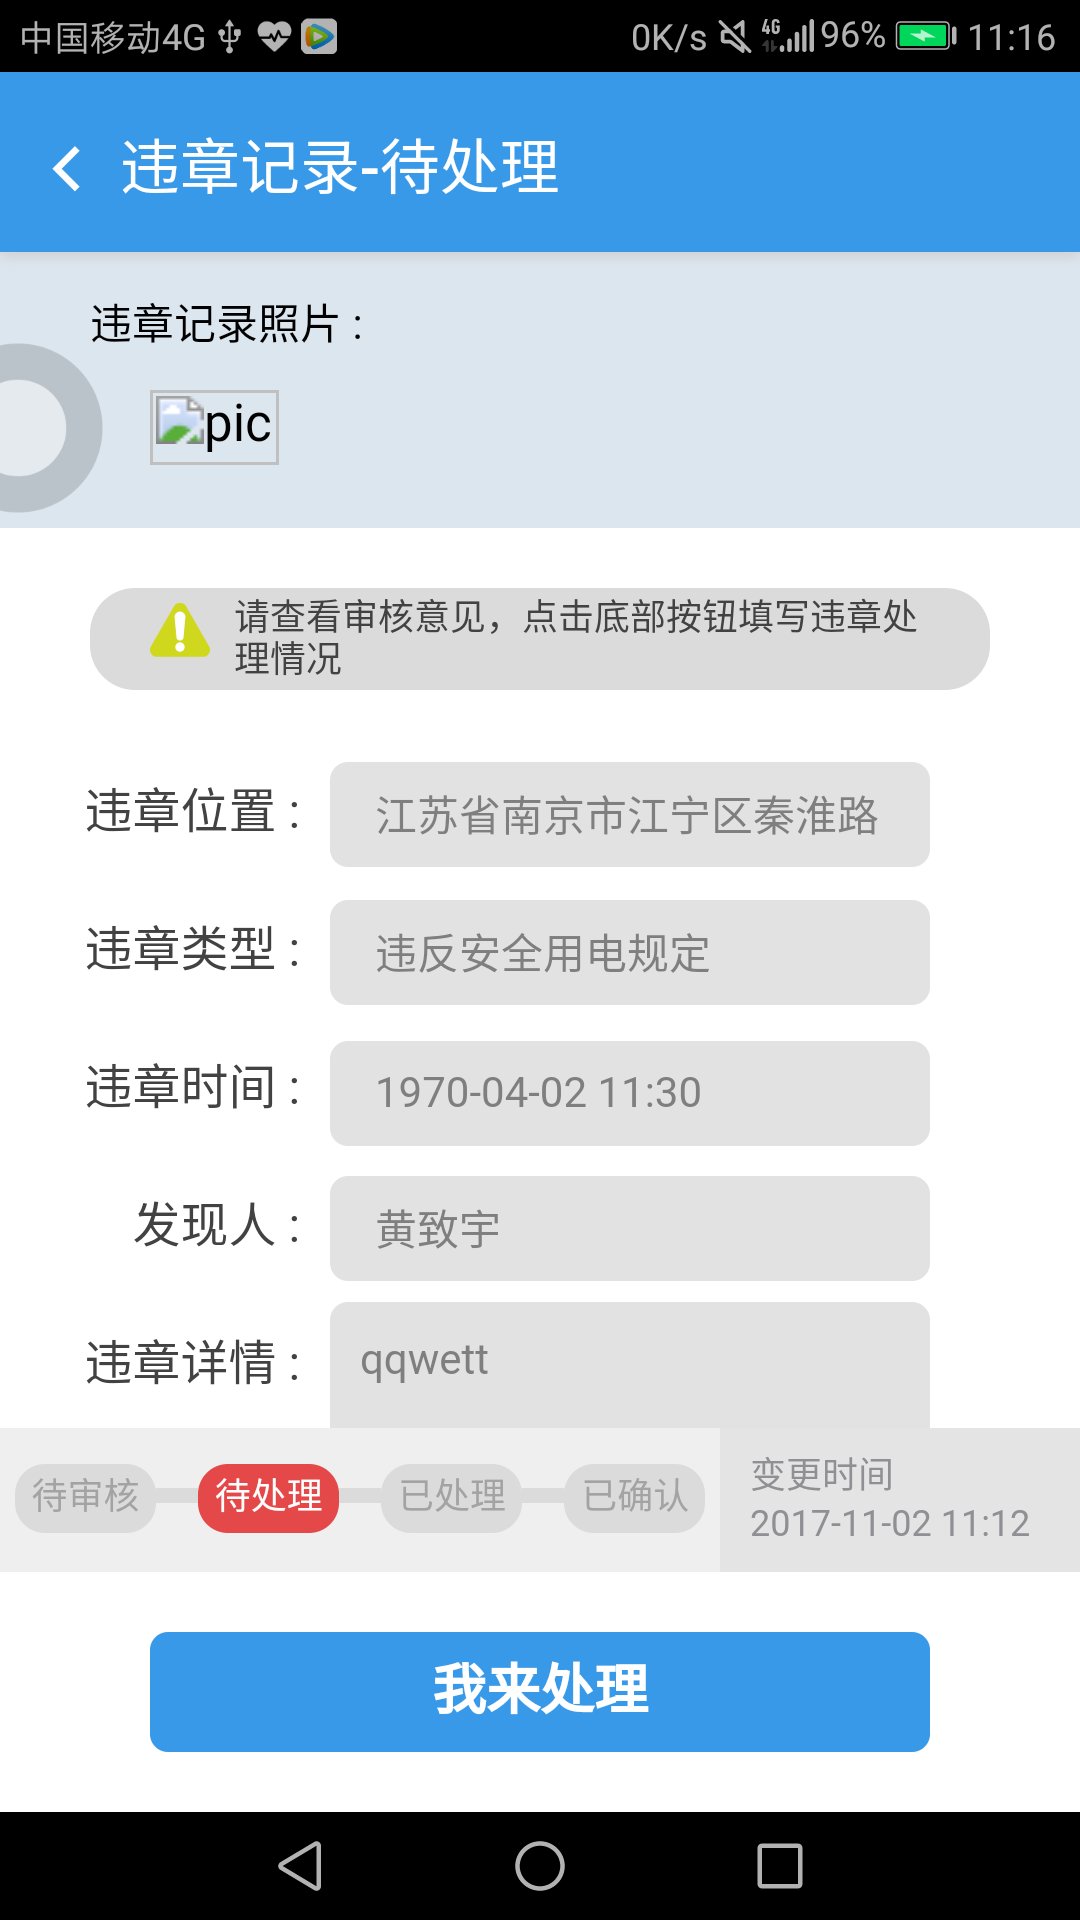 中国移动4G 0K/s 4G 96% 11:16
违章记录-待处理
违章记录照片 :
pic
请查看审核意见，点击底部按钮填写违章处
理情况
违章位置 : 江苏省南京市江宁区秦淮路
违章类型 : 违反安全用电规定
违章时间 : 1970-04-02 11:30
发现人 : 黄致宇
违章详情 : qqwett
待审核 待处理 已处理 已确认
变更时间
2017-11-02 11:12
我来处理